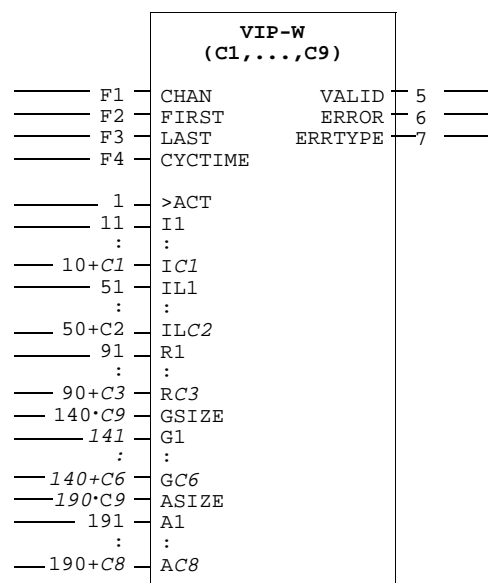 VIP-W
(C1,...,C9)
F1 CHAN VALID 5
F2 FIRST ERROR 6
F3 LAST ERRTYPE 7
F4 CYCTIME
1 >ACT
11 I1
: :
10+C1 IC1
51 IL1
: :
50+C2 ILC2
91 R1
: :
90+C3 RC3
140·C9 GSIZE
141 G1
: :
140+C6 GC6
190·C9 ASIZE
191 A1
: :
190+C8 AC8